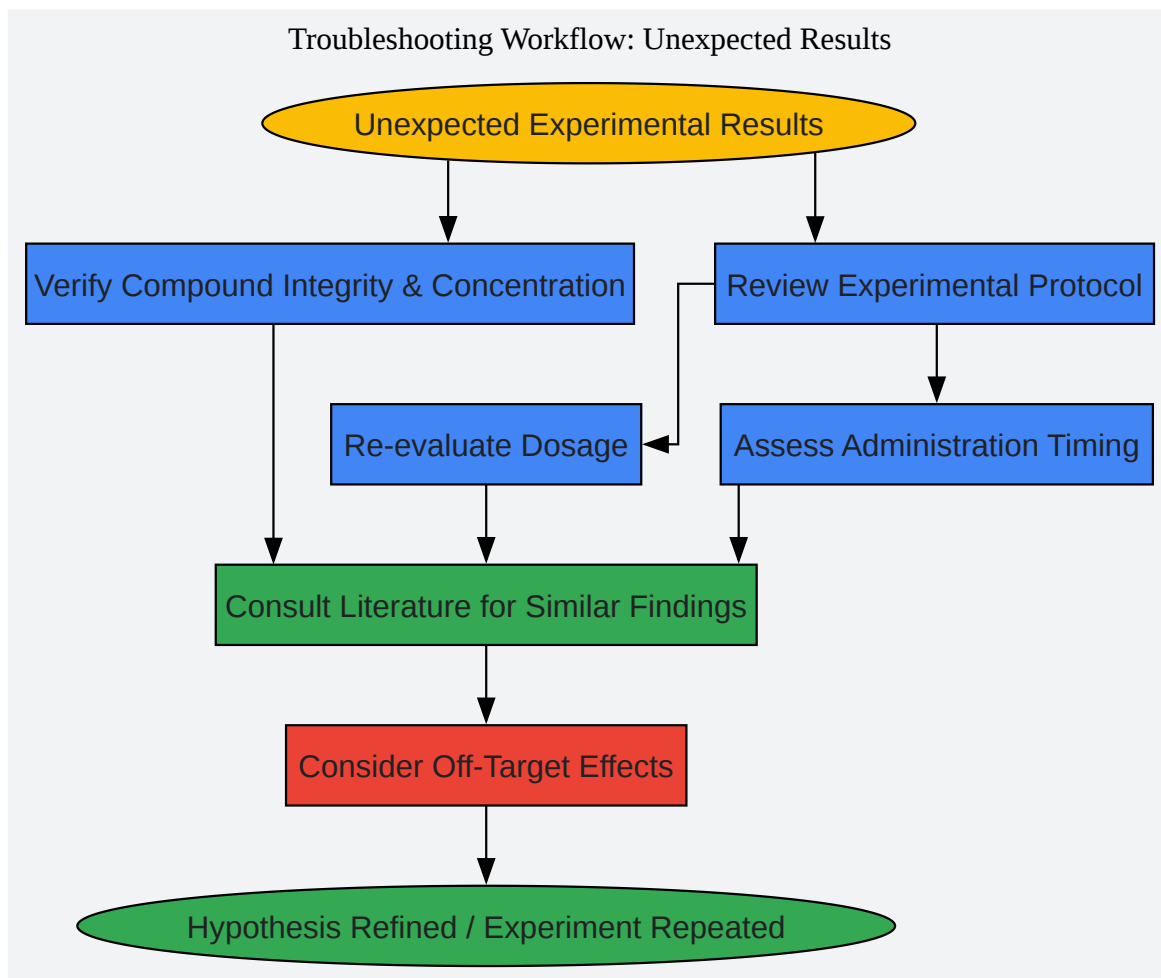 Troubleshooting Workflow: Unexpected Results
Unexpected Experimental Results
Verify Compound Integrity & Concentration
Review Experimental Protocol
Re-evaluate Dosage
Assess Administration Timing
Consult Literature for Similar Findings
Consider Off-Target Effects
Hypothesis Refined / Experiment Repeated